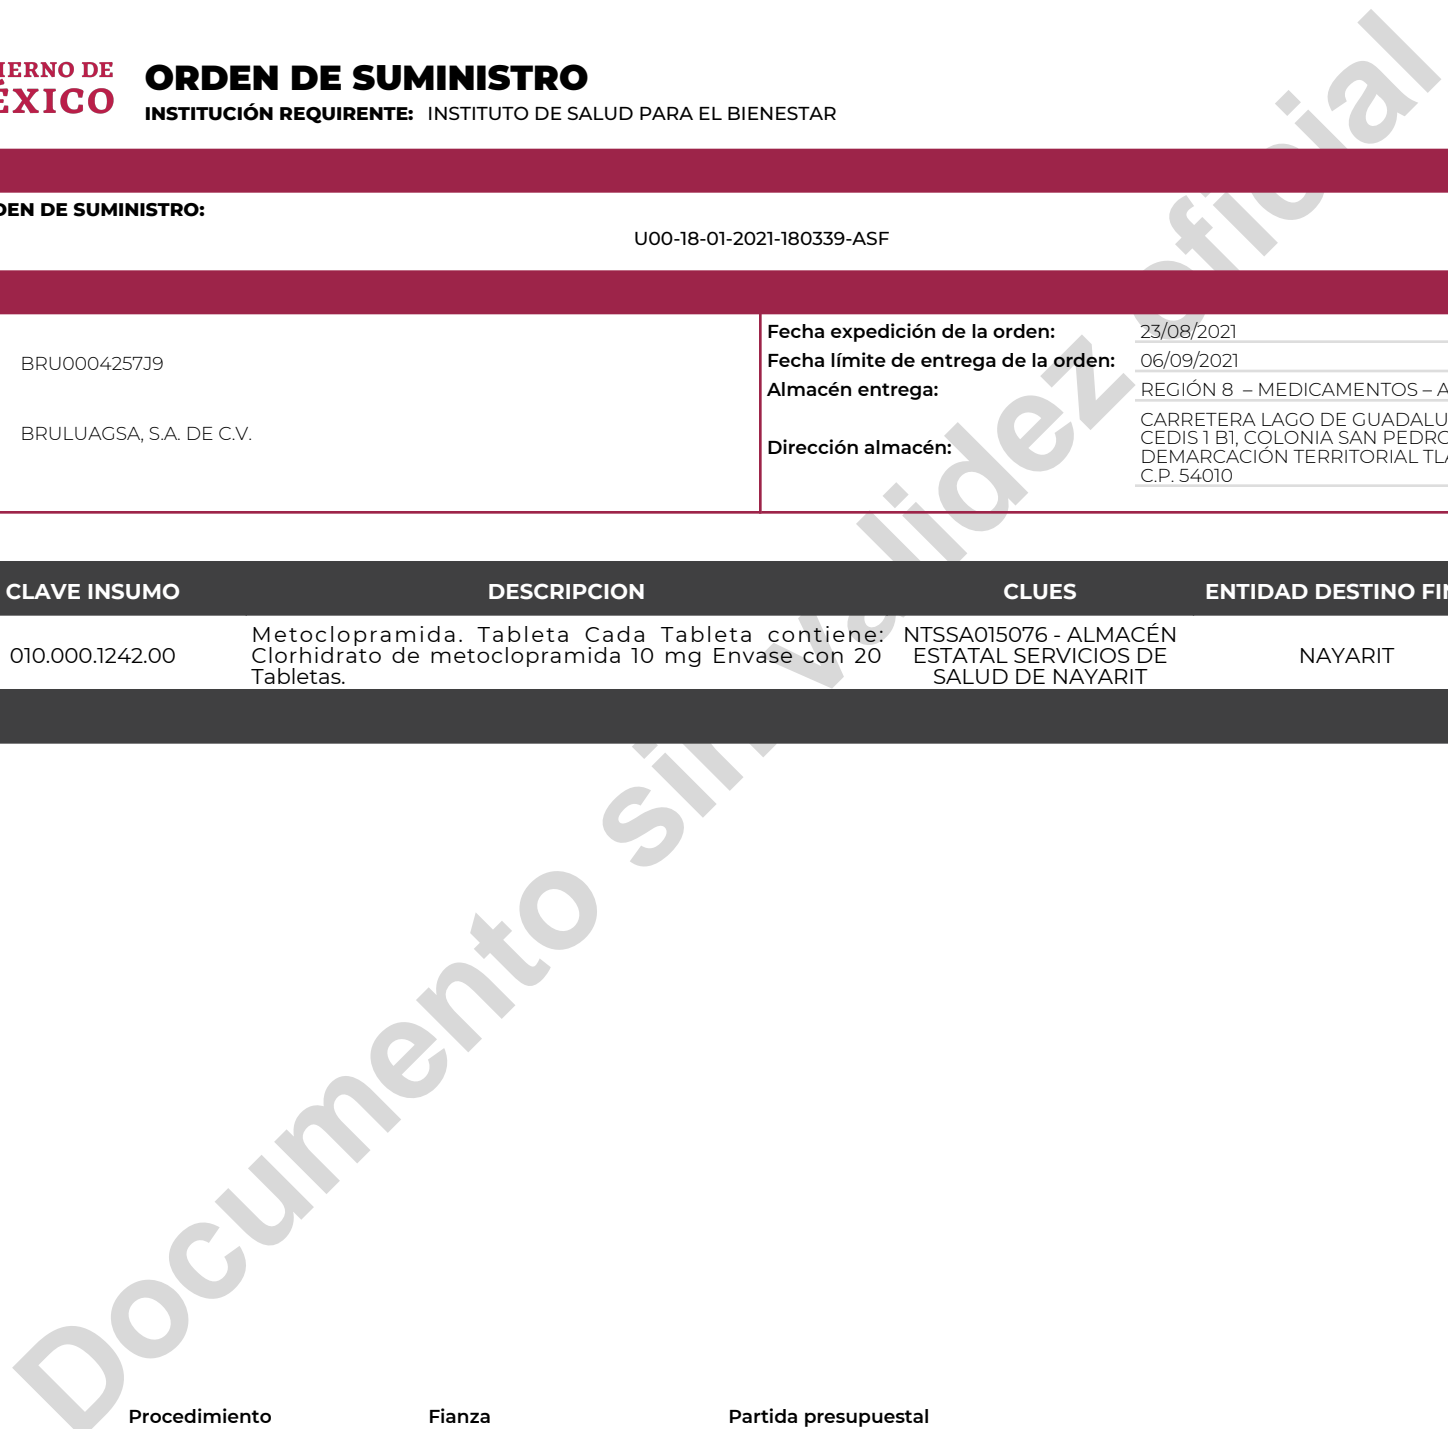 IERNO DE
ÉXICO
ORDEN DE SUMINISTRO
INSTITUCIÓN REQUIRENTE: INSTITUTO DE SALUD PARA EL BIENESTAR
DEN DE SUMINISTRO:
U00-18-01-2021-180339-ASF
BRU0004257J9
BRULUAGSA, S.A. DE C.V.
Fecha expedición de la orden: 23/08/2021
Fecha límite de entrega de la orden: 06/09/2021
Almacén entrega: REGIÓN 8 – MEDICAMENTOS – A
Dirección almacén:
CARRETERA LAGO DE GUADALU
CEDIS 1 B1, COLONIA SAN PEDRO
DEMARCACIÓN TERRITORIAL TLA
C.P. 54010
CLAVE INSUMO DESCRIPCION CLUES ENTIDAD DESTINO FIN
010.000.1242.00
Metoclopramida. Tableta Cada Tableta contiene:
Clorhidrato de metoclopramida 10 mg Envase con 20
Tabletas.
NTSSA015076 - ALMACÉN
ESTATAL SERVICIOS DE
SALUD DE NAYARIT
NAYARIT
Documento sin validez oficial
Procedimiento Fianza Partida presupuestal